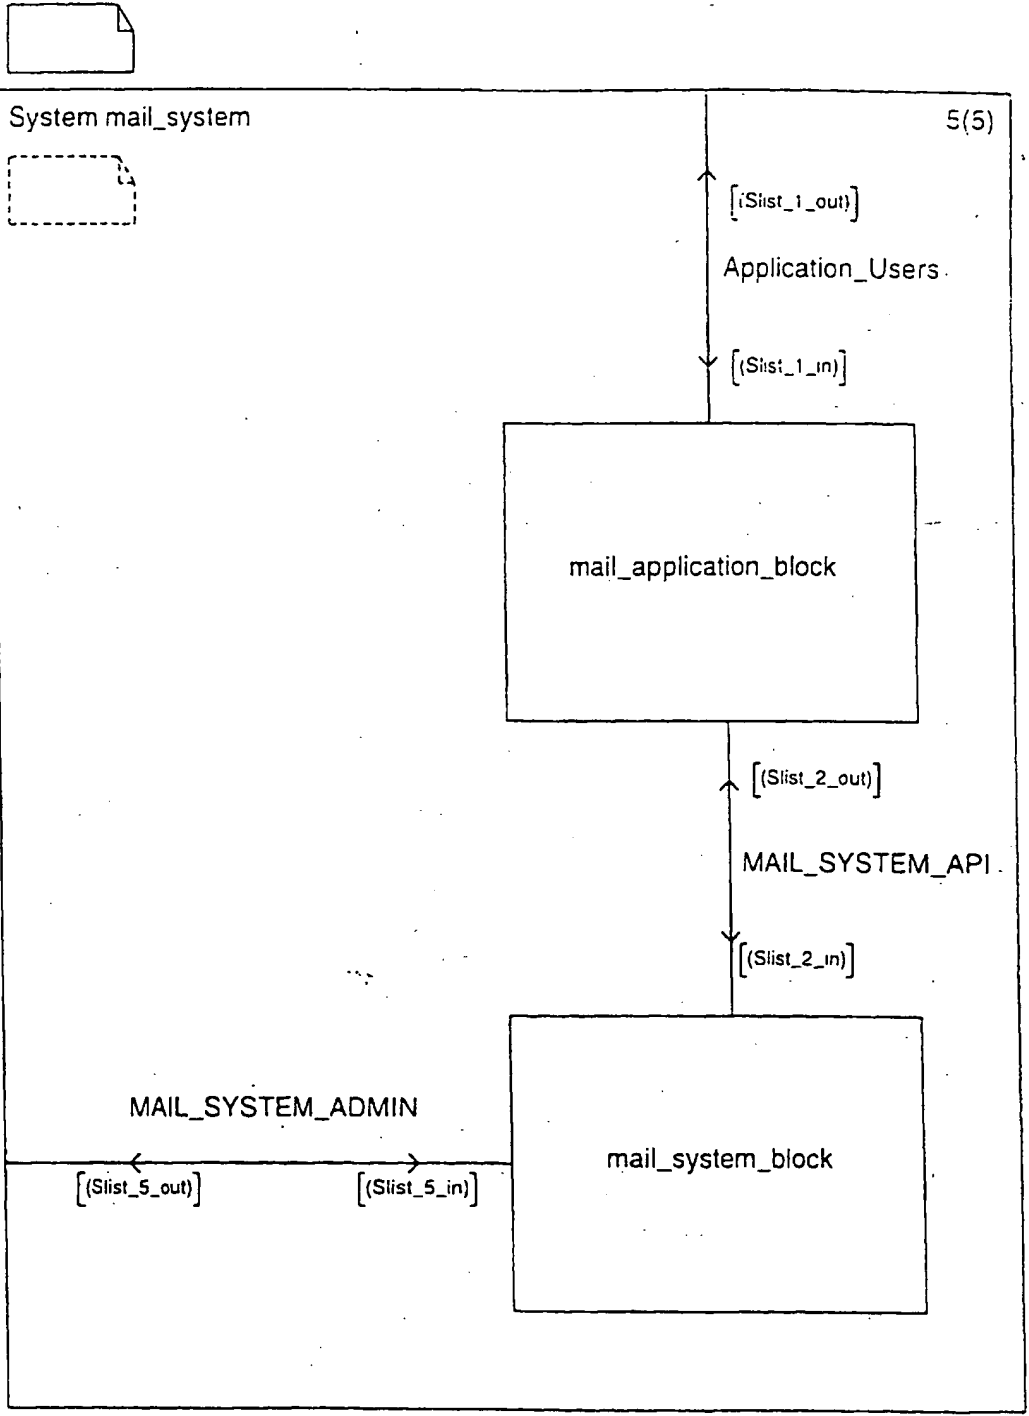 System mail_system
5(5)
[(Slist_1_out)]
Application_Users
[(Slist_1_in)]
mail_application_block
[(Slist_2_out)]
MAIL_SYSTEM_API
[(Slist_2_in)]
MAIL_SYSTEM_ADMIN
mail_system_block
[(Slist_5_out)]
[(Slist_5_in)]